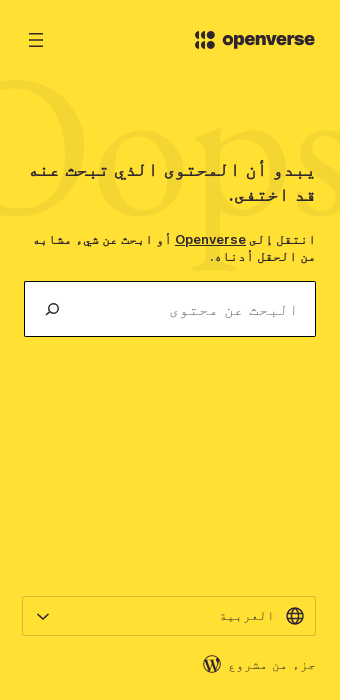 openverse
Oops
يبدو أن المحتوى الذي تبحث عنه
قد اختفى.
انتقل إلى Openverse أو ابحث عن شيء مشابه
من الحقل أدناه.
البحث عن محتوى
العربية
جزء من مشروع